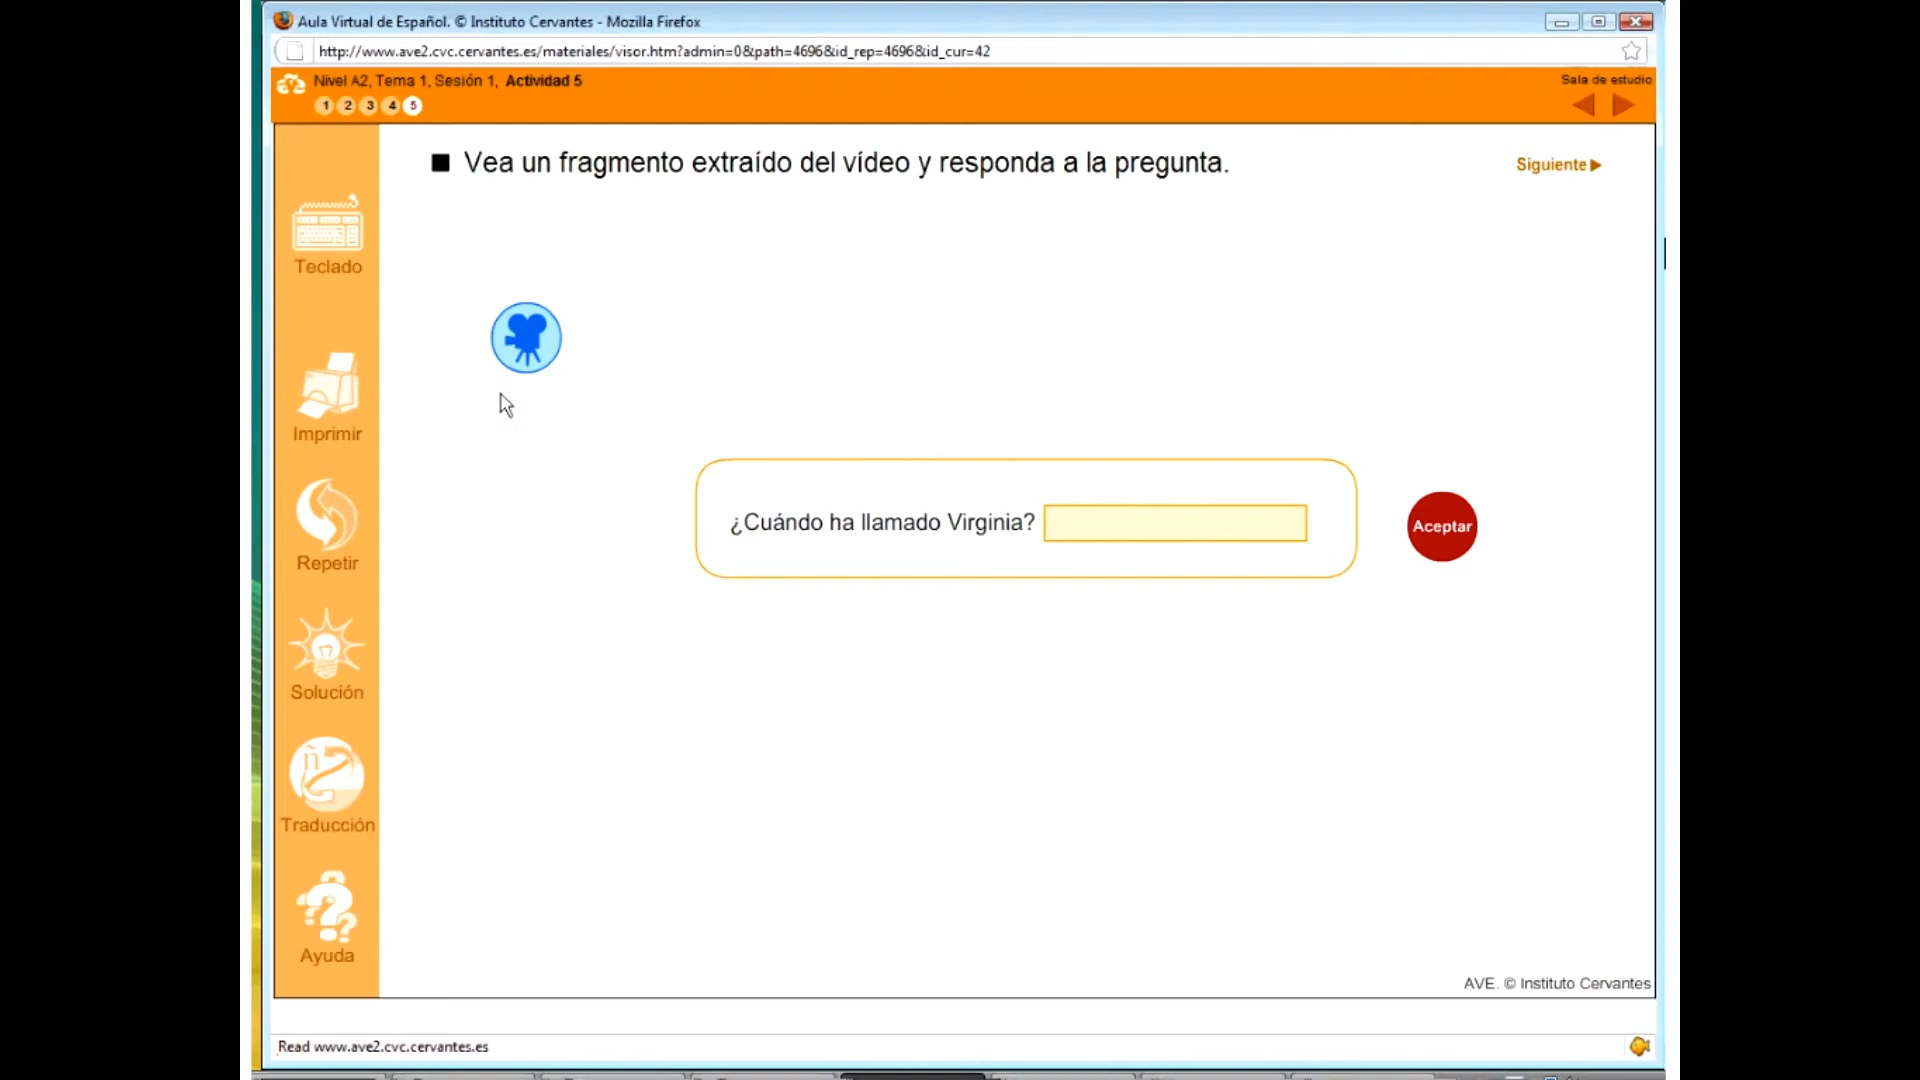 Aula Virtual de Español. © Instituto Cervantes - Mozilla Firefox
http://www.ave2.cvc.cervantes.es/materiales/visor.htm?admin=0&path=4696&id_rep=4696&id_cur=42
Nivel A2, Tema 1, Sesión 1, Actividad 5
Sala de estudio
1 2 3 4 5
■ Vea un fragmento extraído del vídeo y responda a la pregunta.
Siguiente ▶
Teclado
Imprimir
¿Cuándo ha llamado Virginia?
Aceptar
Repetir
Solución
Traducción
Ayuda
AVE. © Instituto Cervantes
Read www.ave2.cvc.cervantes.es